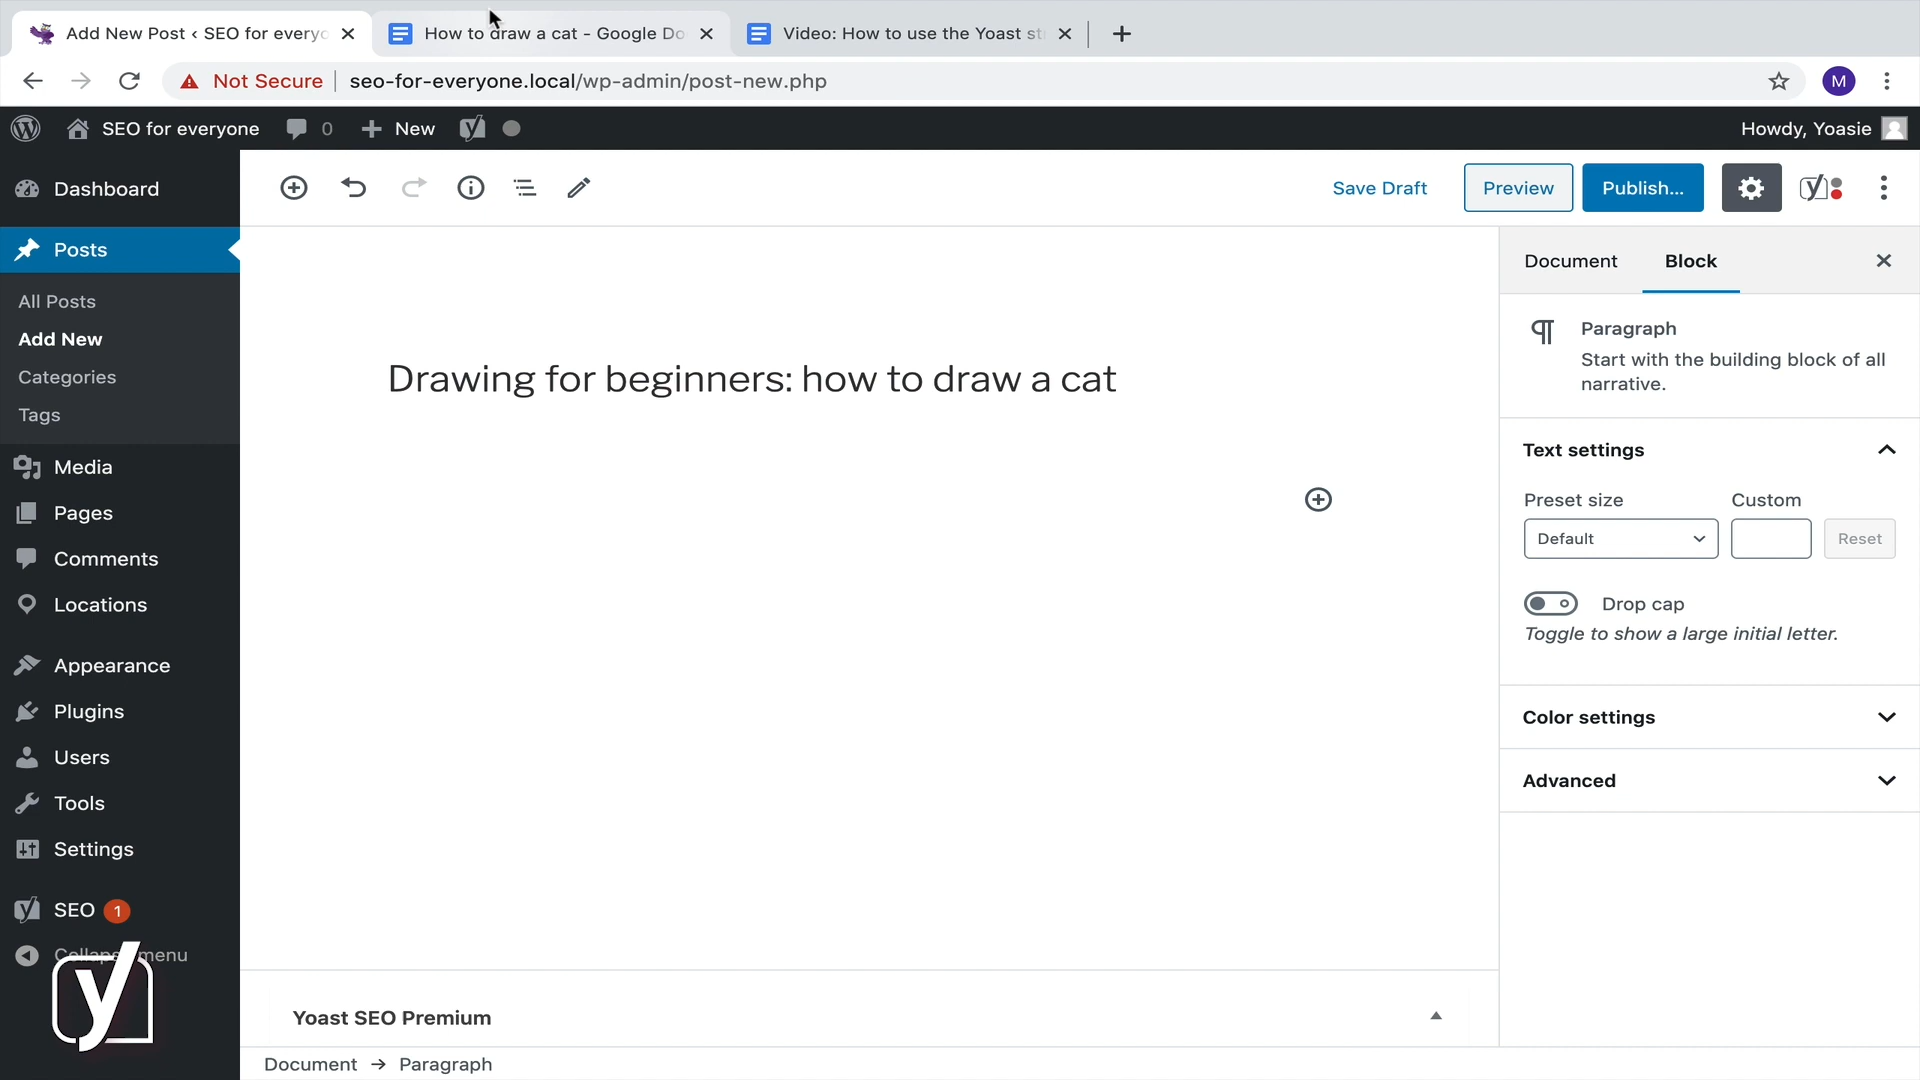 Add New Post ‹ SEO for everyo
How to draw a cat - Google Do
Video: How to use the Yoast st
Not Secure
seo-for-everyone.local/wp-admin/post-new.php
M
SEO for everyone
0
New
Howdy, Yoasie
Dashboard
Posts
All Posts
Add New
Categories
Tags
Media
Pages
Comments
Locations
Appearance
Plugins
Users
Tools
Settings
SEO 1
Collapse menu
Save Draft
Preview
Publish...
Drawing for beginners: how to draw a cat
Yoast SEO Premium
Document → Paragraph
Document
Block
Paragraph
Start with the building block of all
narrative.
Text settings
Preset size
Custom
Default
Reset
Drop cap
Toggle to show a large initial letter.
Color settings
Advanced